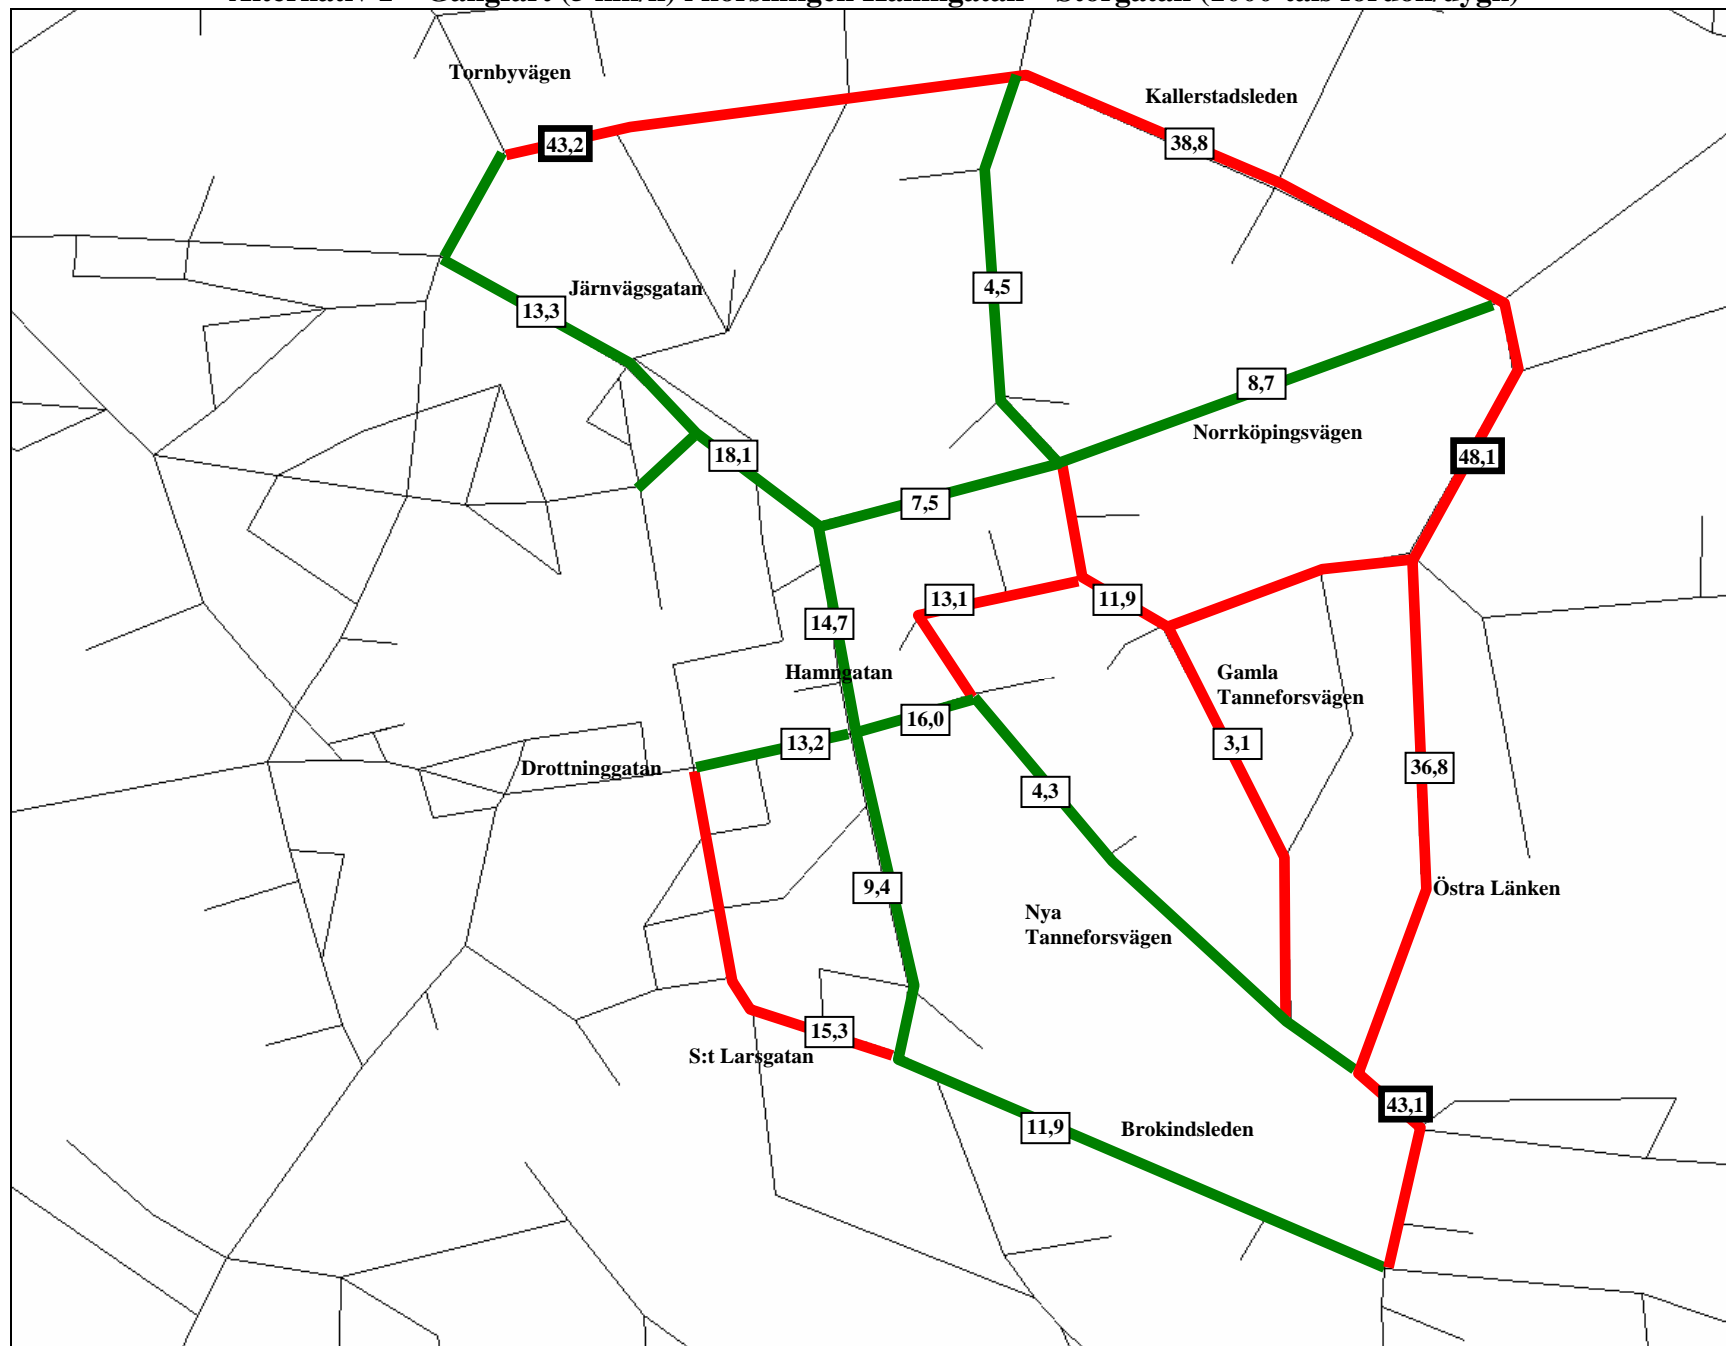 Tornbyvägen
Kallerstadsleden
43,2
38,8
Järnvägsgatan
4,5
13,3
8,7
Norrköpingsvägen
18,1
48,1
7,5
13,1
11,9
14,7
Hamngatan
Gamla
Tanneforsvägen
16,0
13,2
3,1
Drottninggatan
36,8
4,3
9,4
Östra Länken
Nya
Tanneforsvägen
15,3
S:t Larsgatan
43,1
11,9
Brokindsleden